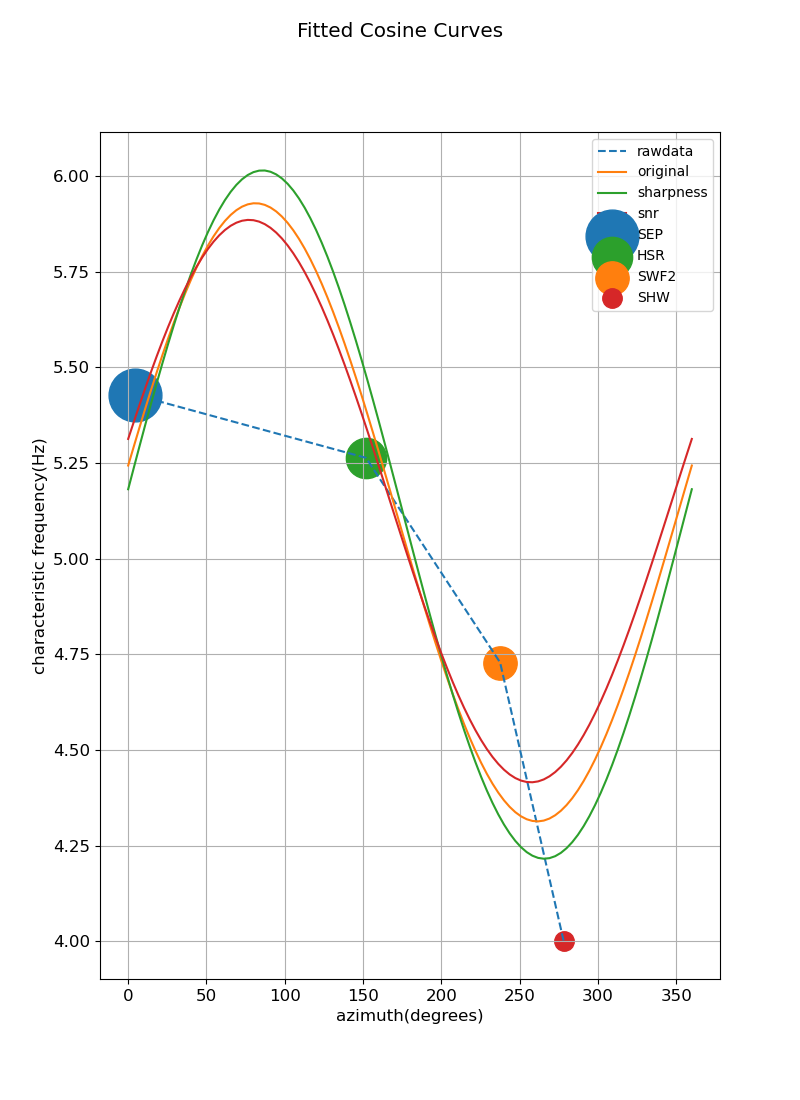 Fitted Cosine Curves
rawdata
original
sharpness
snr
SEP
HSR
SWF2
SHW
6.00
5.75
5.50
5.25
5.00
4.75
4.50
4.25
4.00
characteristic frequency(Hz)
0 50 100 150 200 250 300 350
azimuth(degrees)